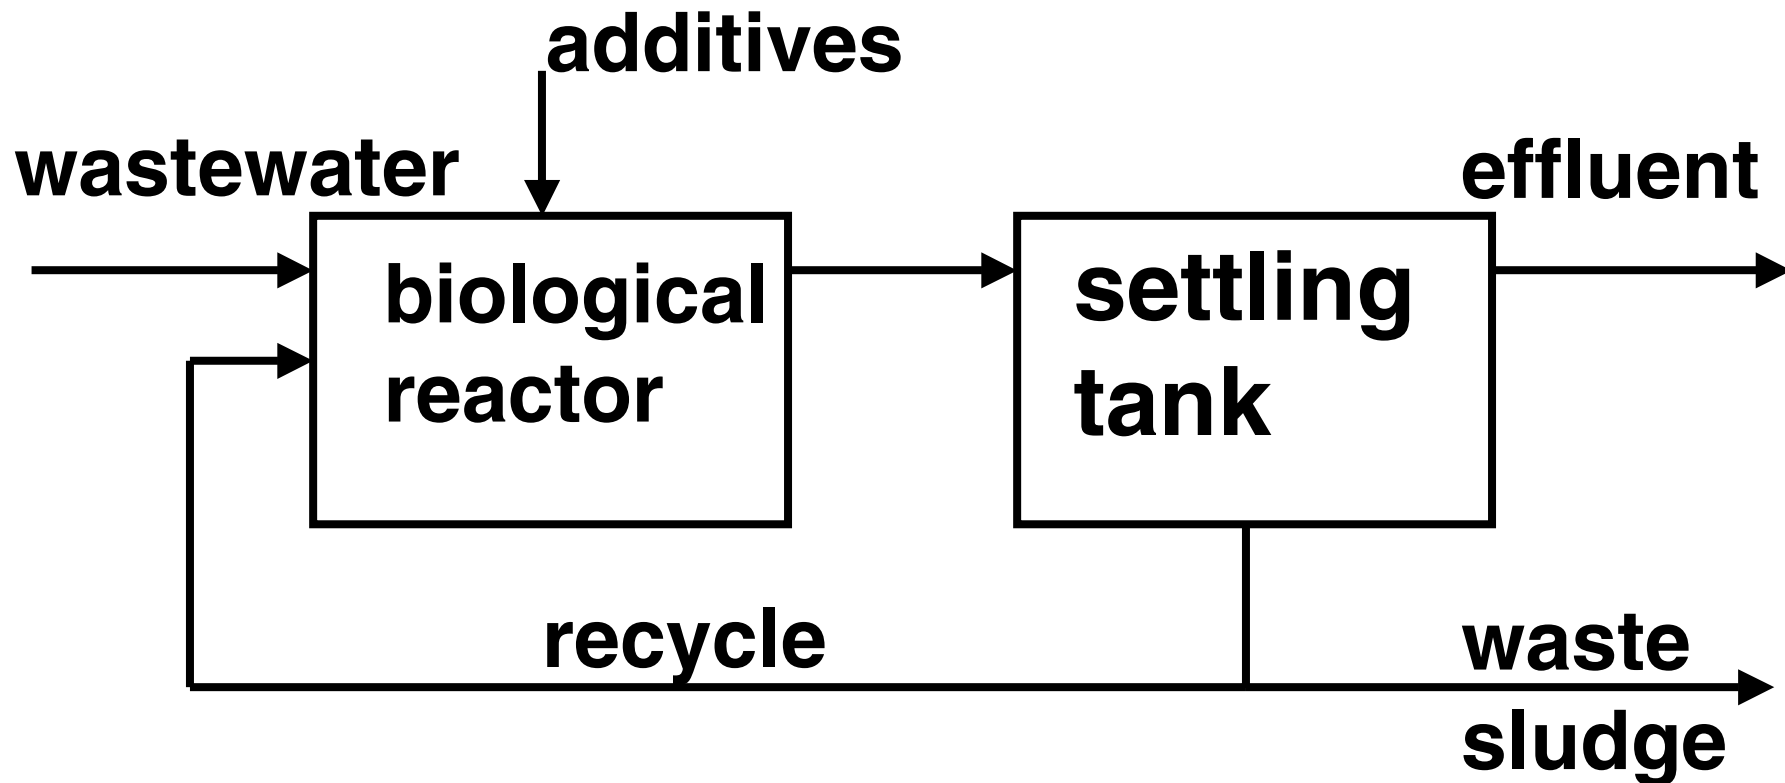 additives
wastewater
effluent
biological
reactor
settling
tank
recycle
waste
sludge